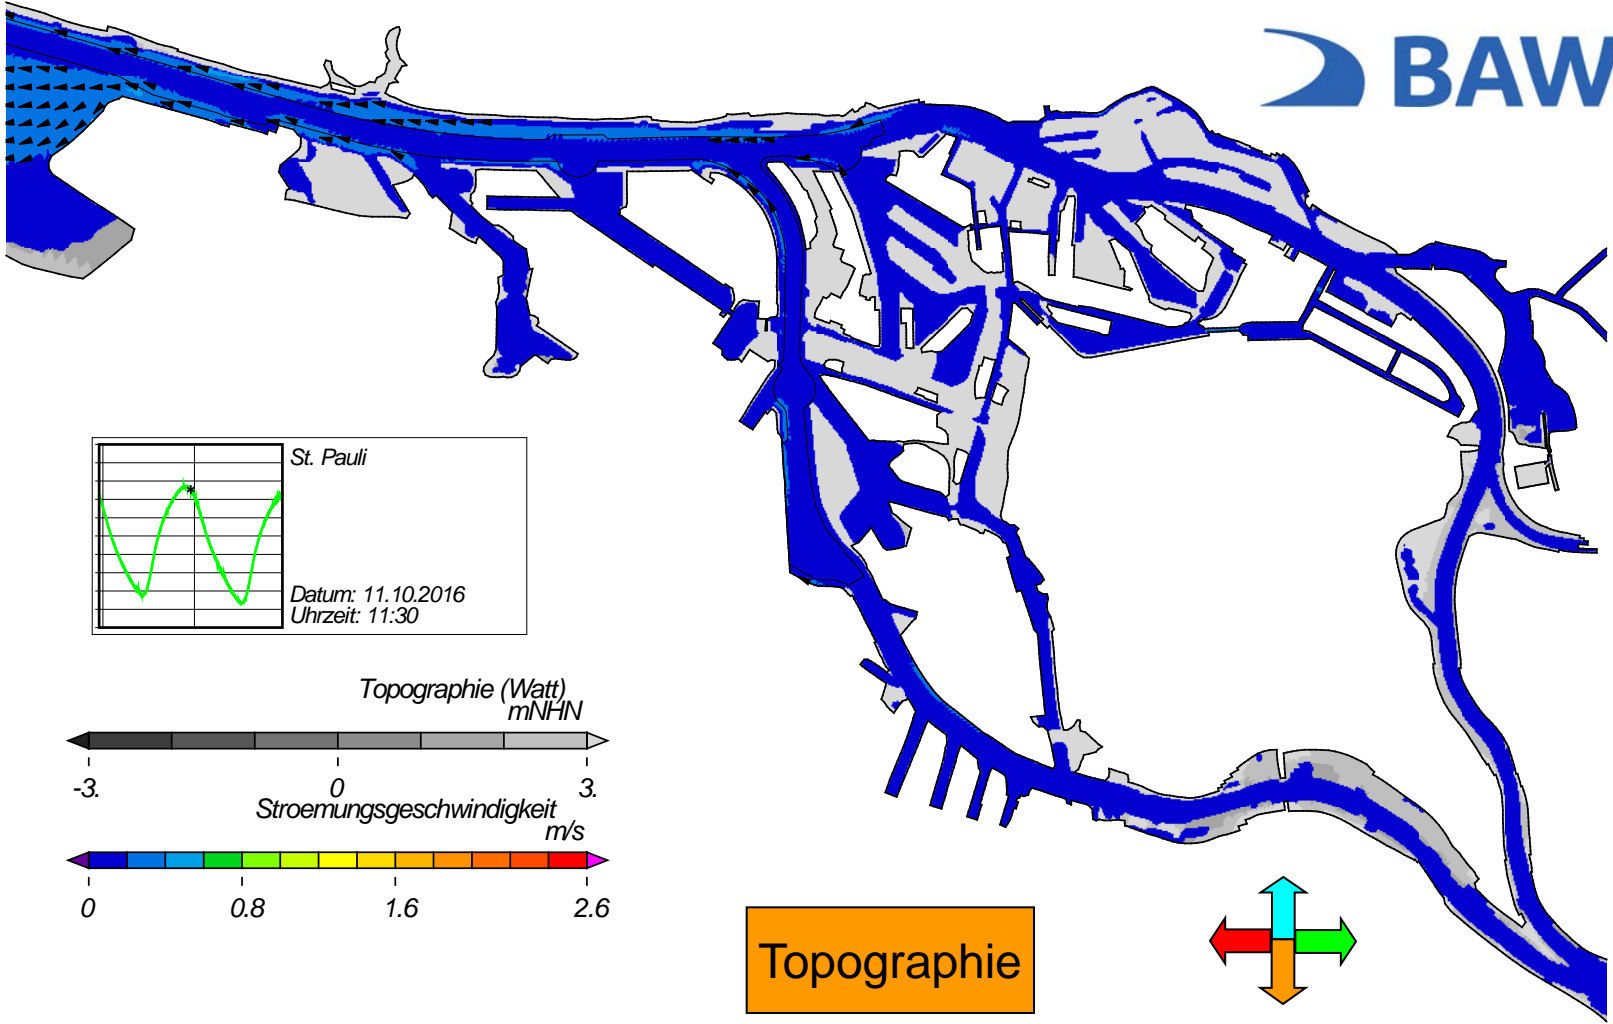 BAW
St. Pauli
Datum: 11.10.2016
Uhrzeit: 11:30
Topographie (Watt)
mNHN
-3. 0 3.
Stroemungsgeschwindigkeit
m/s
0 0.8 1.6 2.6
Topographie